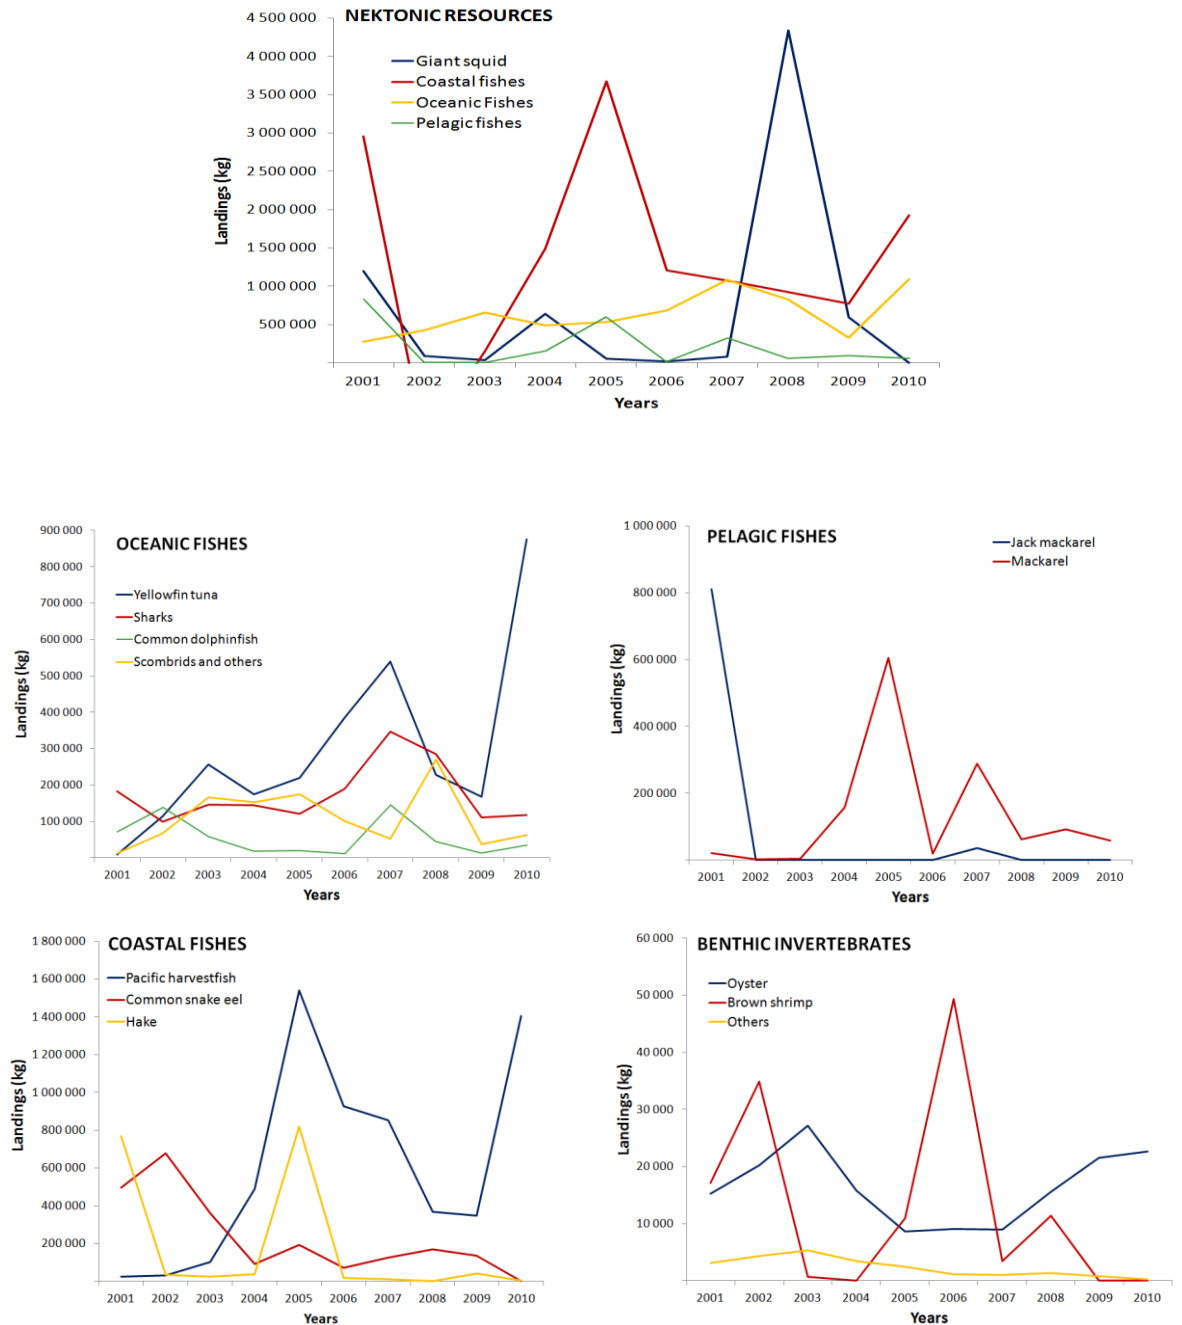 NEKTONIC RESOURCES
4 500 000
4 000 000
3 500 000
3 000 000
2 500 000
2 000 000
1 500 000
1 000 000
500 000
Landings (kg)
Giant squid
Coastal fishes
Oceanic Fishes
Pelagic fishes
2001 2002 2003 2004 2005 2006 2007 2008 2009 2010
Years
OCEANIC FISHES
900 000
800 000
700 000
600 000
500 000
400 000
300 000
200 000
100 000
Landings (kg)
Yellowfin tuna
Sharks
Common dolphinfish
Scombrids and others
2001 2002 2003 2004 2005 2006 2007 2008 2009 2010
Years
PELAGIC FISHES
1 000 000
800 000
600 000
400 000
200 000
Landings (kg)
Jack mackarel
Mackarel
2001 2002 2003 2004 2005 2006 2007 2008 2009 2010
Years
COASTAL FISHES
1 800 000
1 600 000
1 400 000
1 200 000
1 000 000
800 000
600 000
400 000
200 000
Landings (kg)
Pacific harvestfish
Common snake eel
Hake
2001 2002 2003 2004 2005 2006 2007 2008 2009 2010
Years
BENTHIC INVERTEBRATES
60 000
50 000
40 000
30 000
20 000
10 000
Landings (kg)
Oyster
Brown shrimp
Others
2001 2002 2003 2004 2005 2006 2007 2008 2009 2010
Years